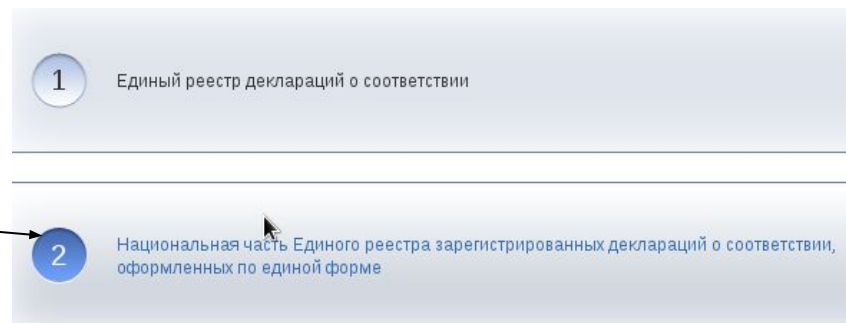 1
Единый реестр деклараций о соответствии
2
Национальная часть Единого реестра зарегистрированных деклараций о соответствии,
оформленных по единой форме